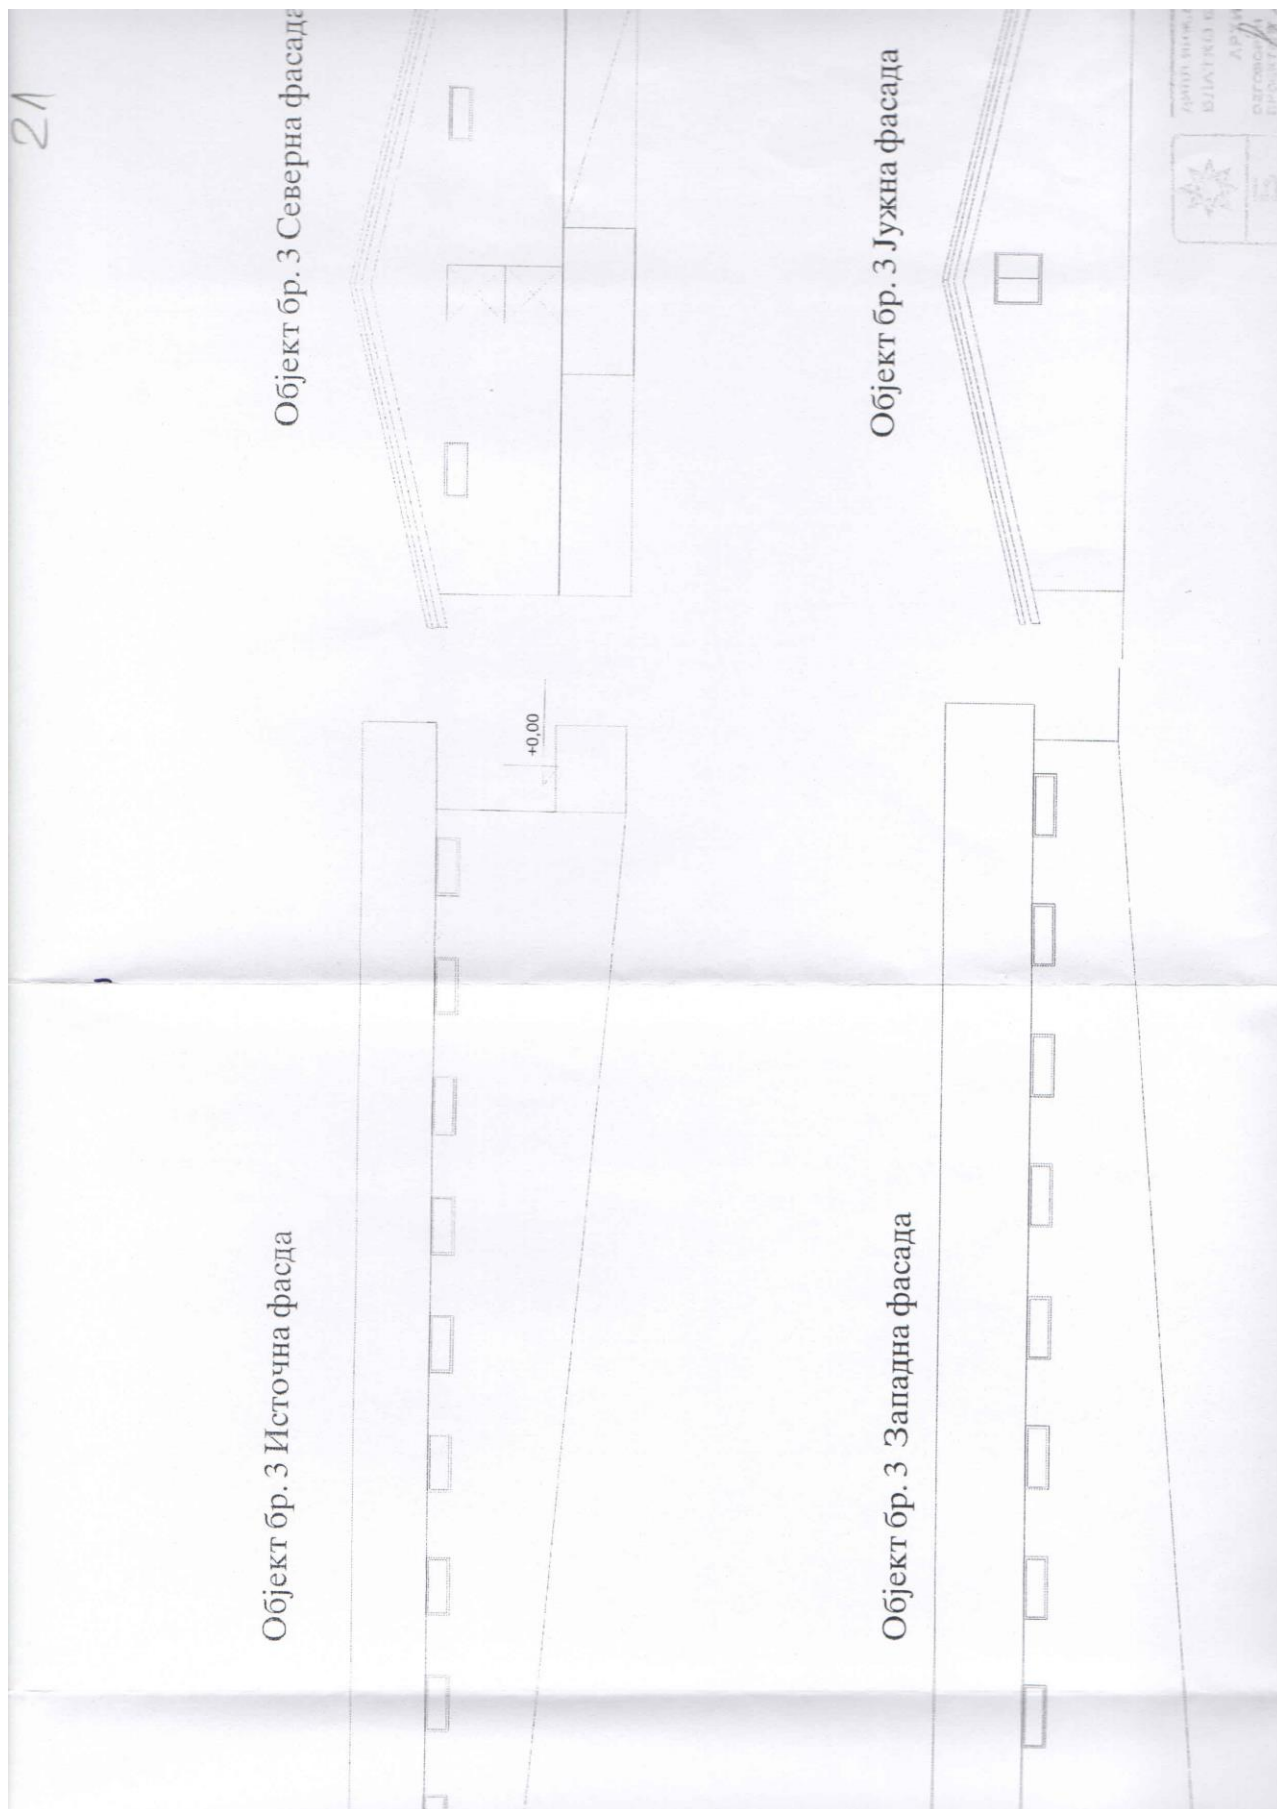 21
Објект бр. 3 Источна фасда
Објект бр. 3 Северна фасада
+0,00
Објект бр. 3 Западна фасада
Објект бр. 3 Јужна фасада